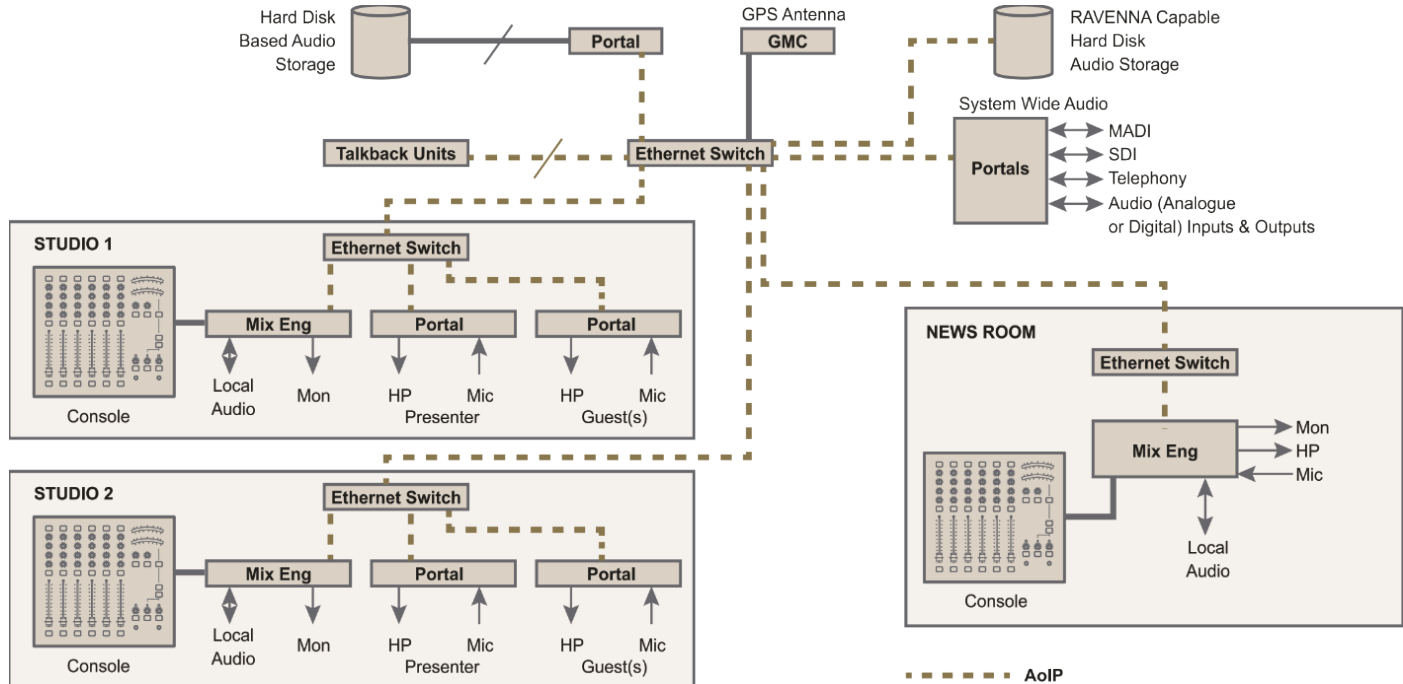 Hard Disk
Based Audio
Storage
Portal
GPS Antenna
GMC
RAVENNA Capable
Hard Disk
Audio Storage
System Wide Audio
Portals
MADI
SDI
Telephony
Audio (Analogue
or Digital) Inputs & Outputs
Talkback Units
Ethernet Switch
STUDIO 1
Ethernet Switch
Mix Eng
Portal
Portal
Local
Audio
Mon
HP
Mic
HP
Mic
Console
Presenter
Guest(s)
STUDIO 2
Ethernet Switch
Mix Eng
Portal
Portal
Local
Audio
Mon
HP
Mic
HP
Mic
Console
Presenter
Guest(s)
NEWS ROOM
Ethernet Switch
Mix Eng
Mon
HP
Mic
Local
Audio
Console
AoIP